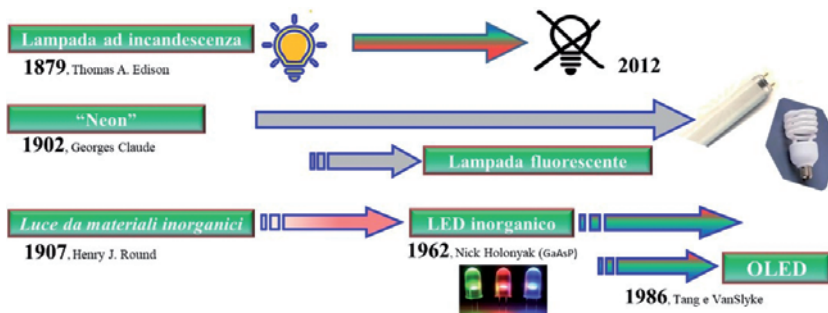 Lampada ad incandescenza
1879, Thomas A. Edison
2012
“Neon”
1902, Georges Claude
Lampada fluorescente
Luce da materiali inorganici
1907, Henry J. Round
LED inorganico
1962, Nick Holonyak (GaAsP)
OLED
1986, Tang e VanSlyke